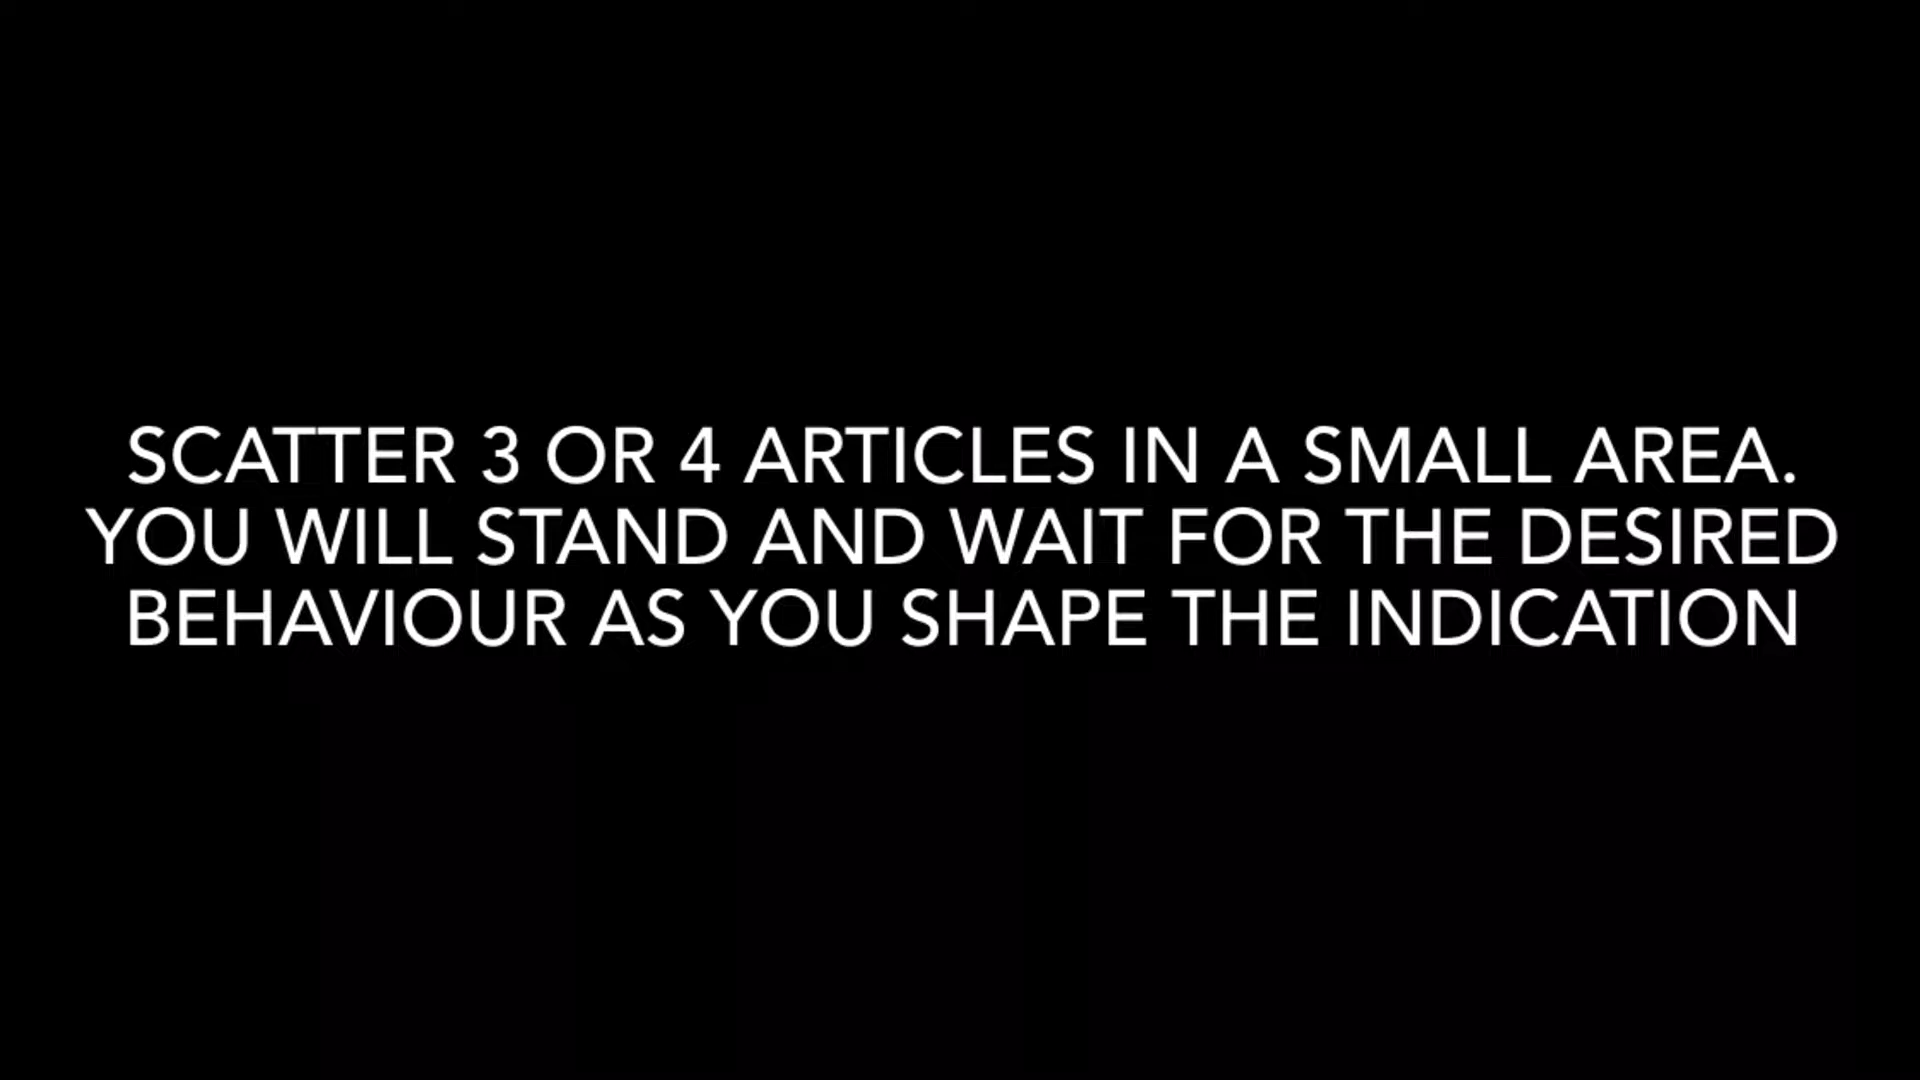 SCATTER 3 OR 4 ARTICLES IN A SMALL AREA.
YOU WILL STAND AND WAIT FOR THE DESIRED
BEHAVIOUR AS YOU SHAPE THE INDICATION